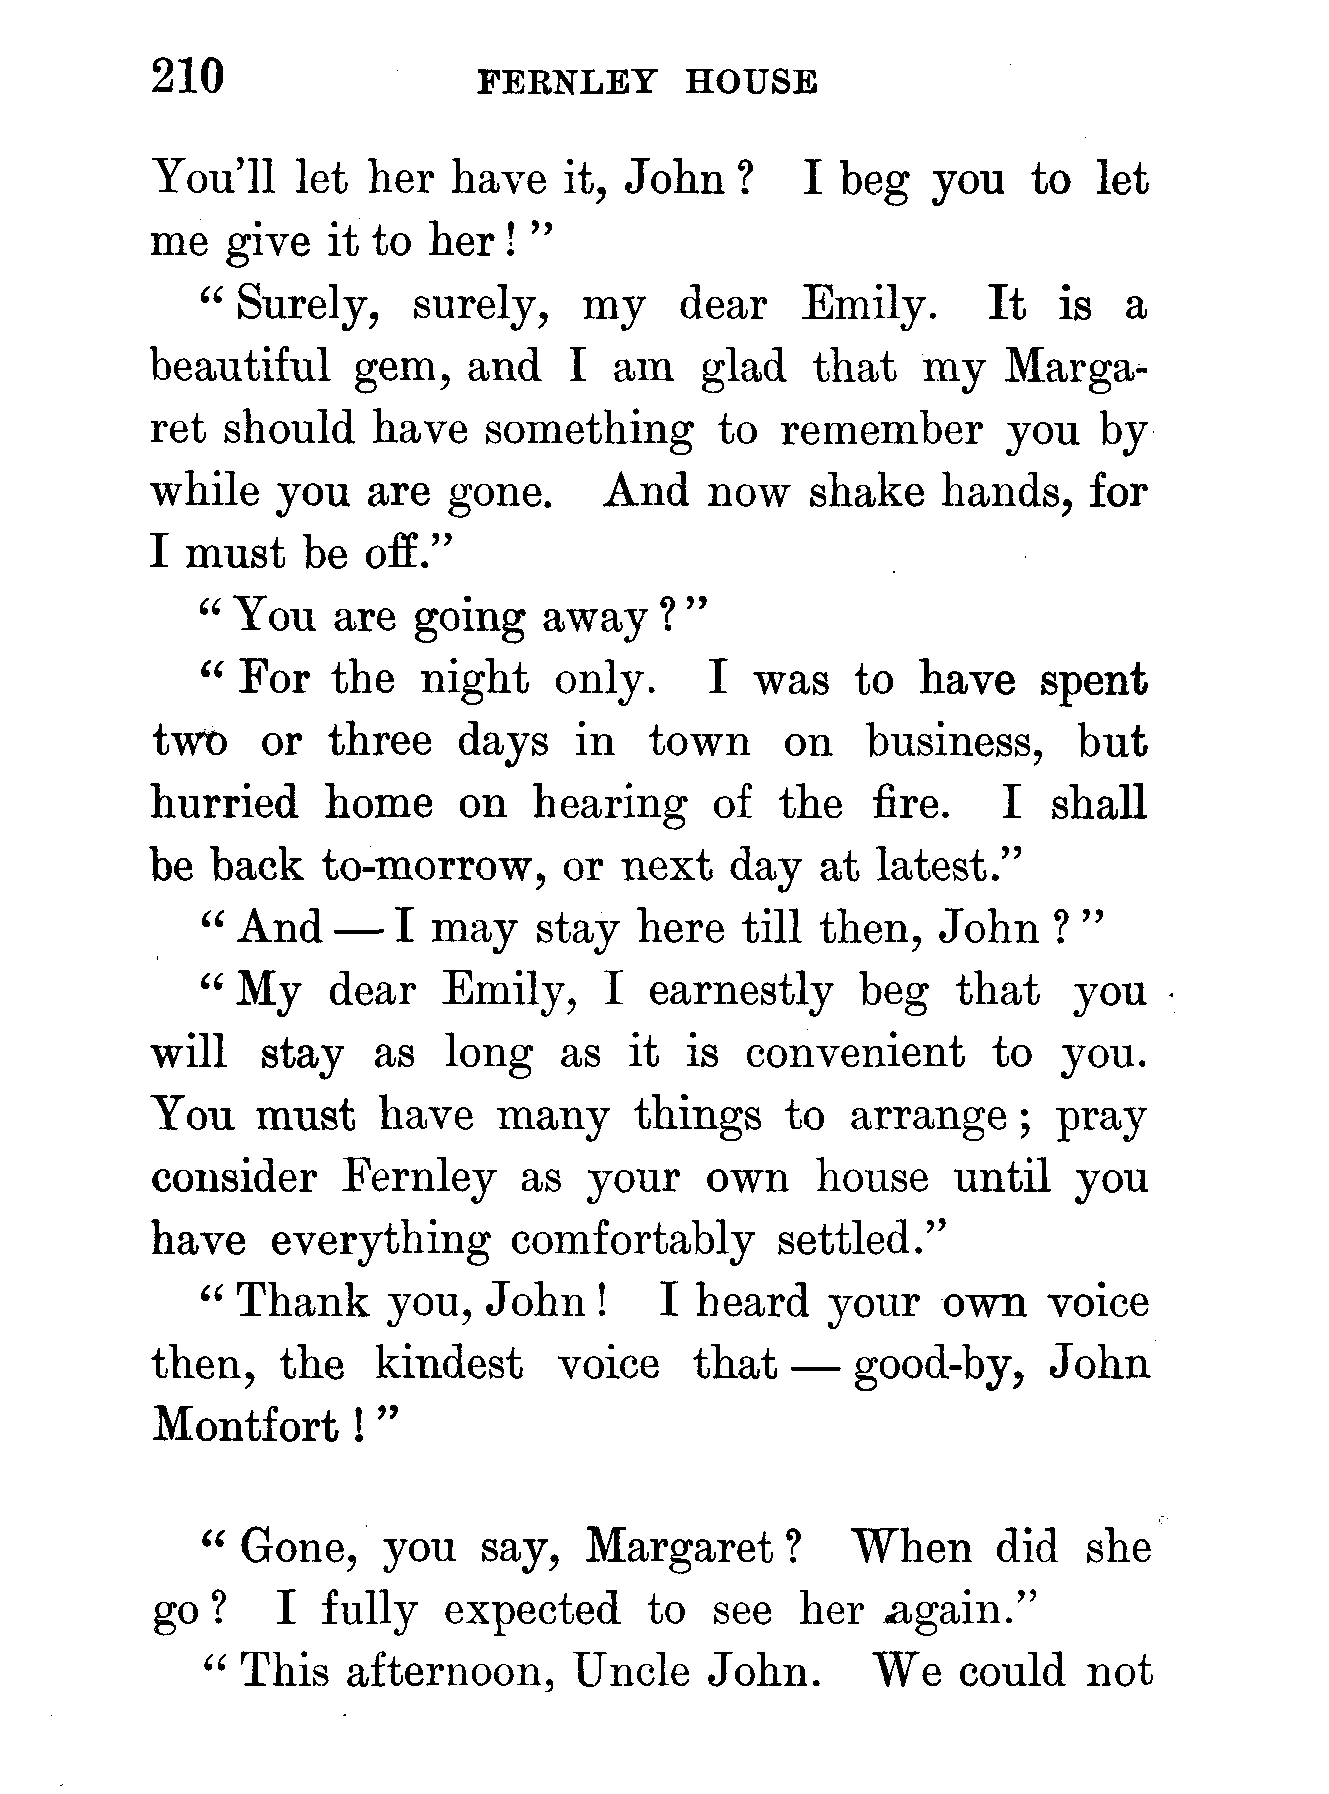 210 FERNLEY HOUSE
You'll let her have it, John? I beg you to let
me give it to her!"
"Surely, surely, my dear Emily. It is a
beautiful gem, and I am glad that my Marga-
ret should have something to remember you by
while you are gone. And now shake hands, for
I must be off."
"You are going away?"
"For the night only. I was to have spent
two or three days in town on business, but
hurried home on hearing of the fire. I shall
be back to-morrow, or next day at latest."
"And — I may stay here till then, John?"
"My dear Emily, I earnestly beg that you
will stay as long as it is convenient to you.
You must have many things to arrange; pray
consider Fernley as your own house until you
have everything comfortably settled."
"Thank you, John! I heard your own voice
then, the kindest voice that — good-by, John
Montfort!"
"Gone, you say, Margaret? When did she
go? I fully expected to see her again."
"This afternoon, Uncle John. We could not